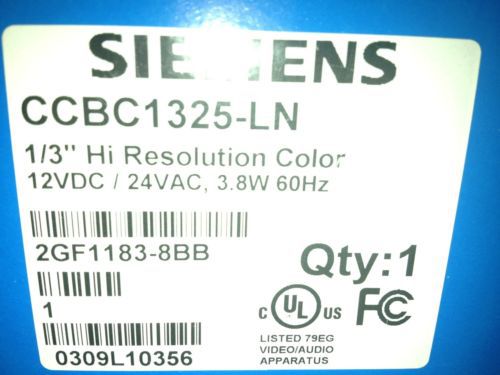 SIEMENS
CCBC1325-LN
1/3" Hi Resolution Color
12VDC / 24VAC, 3.8W 60Hz
2GF1183-8BB
Qty:1
1
C UL US FC
LISTED 79EG
VIDEO/AUDIO
APPARATUS
0309L10356